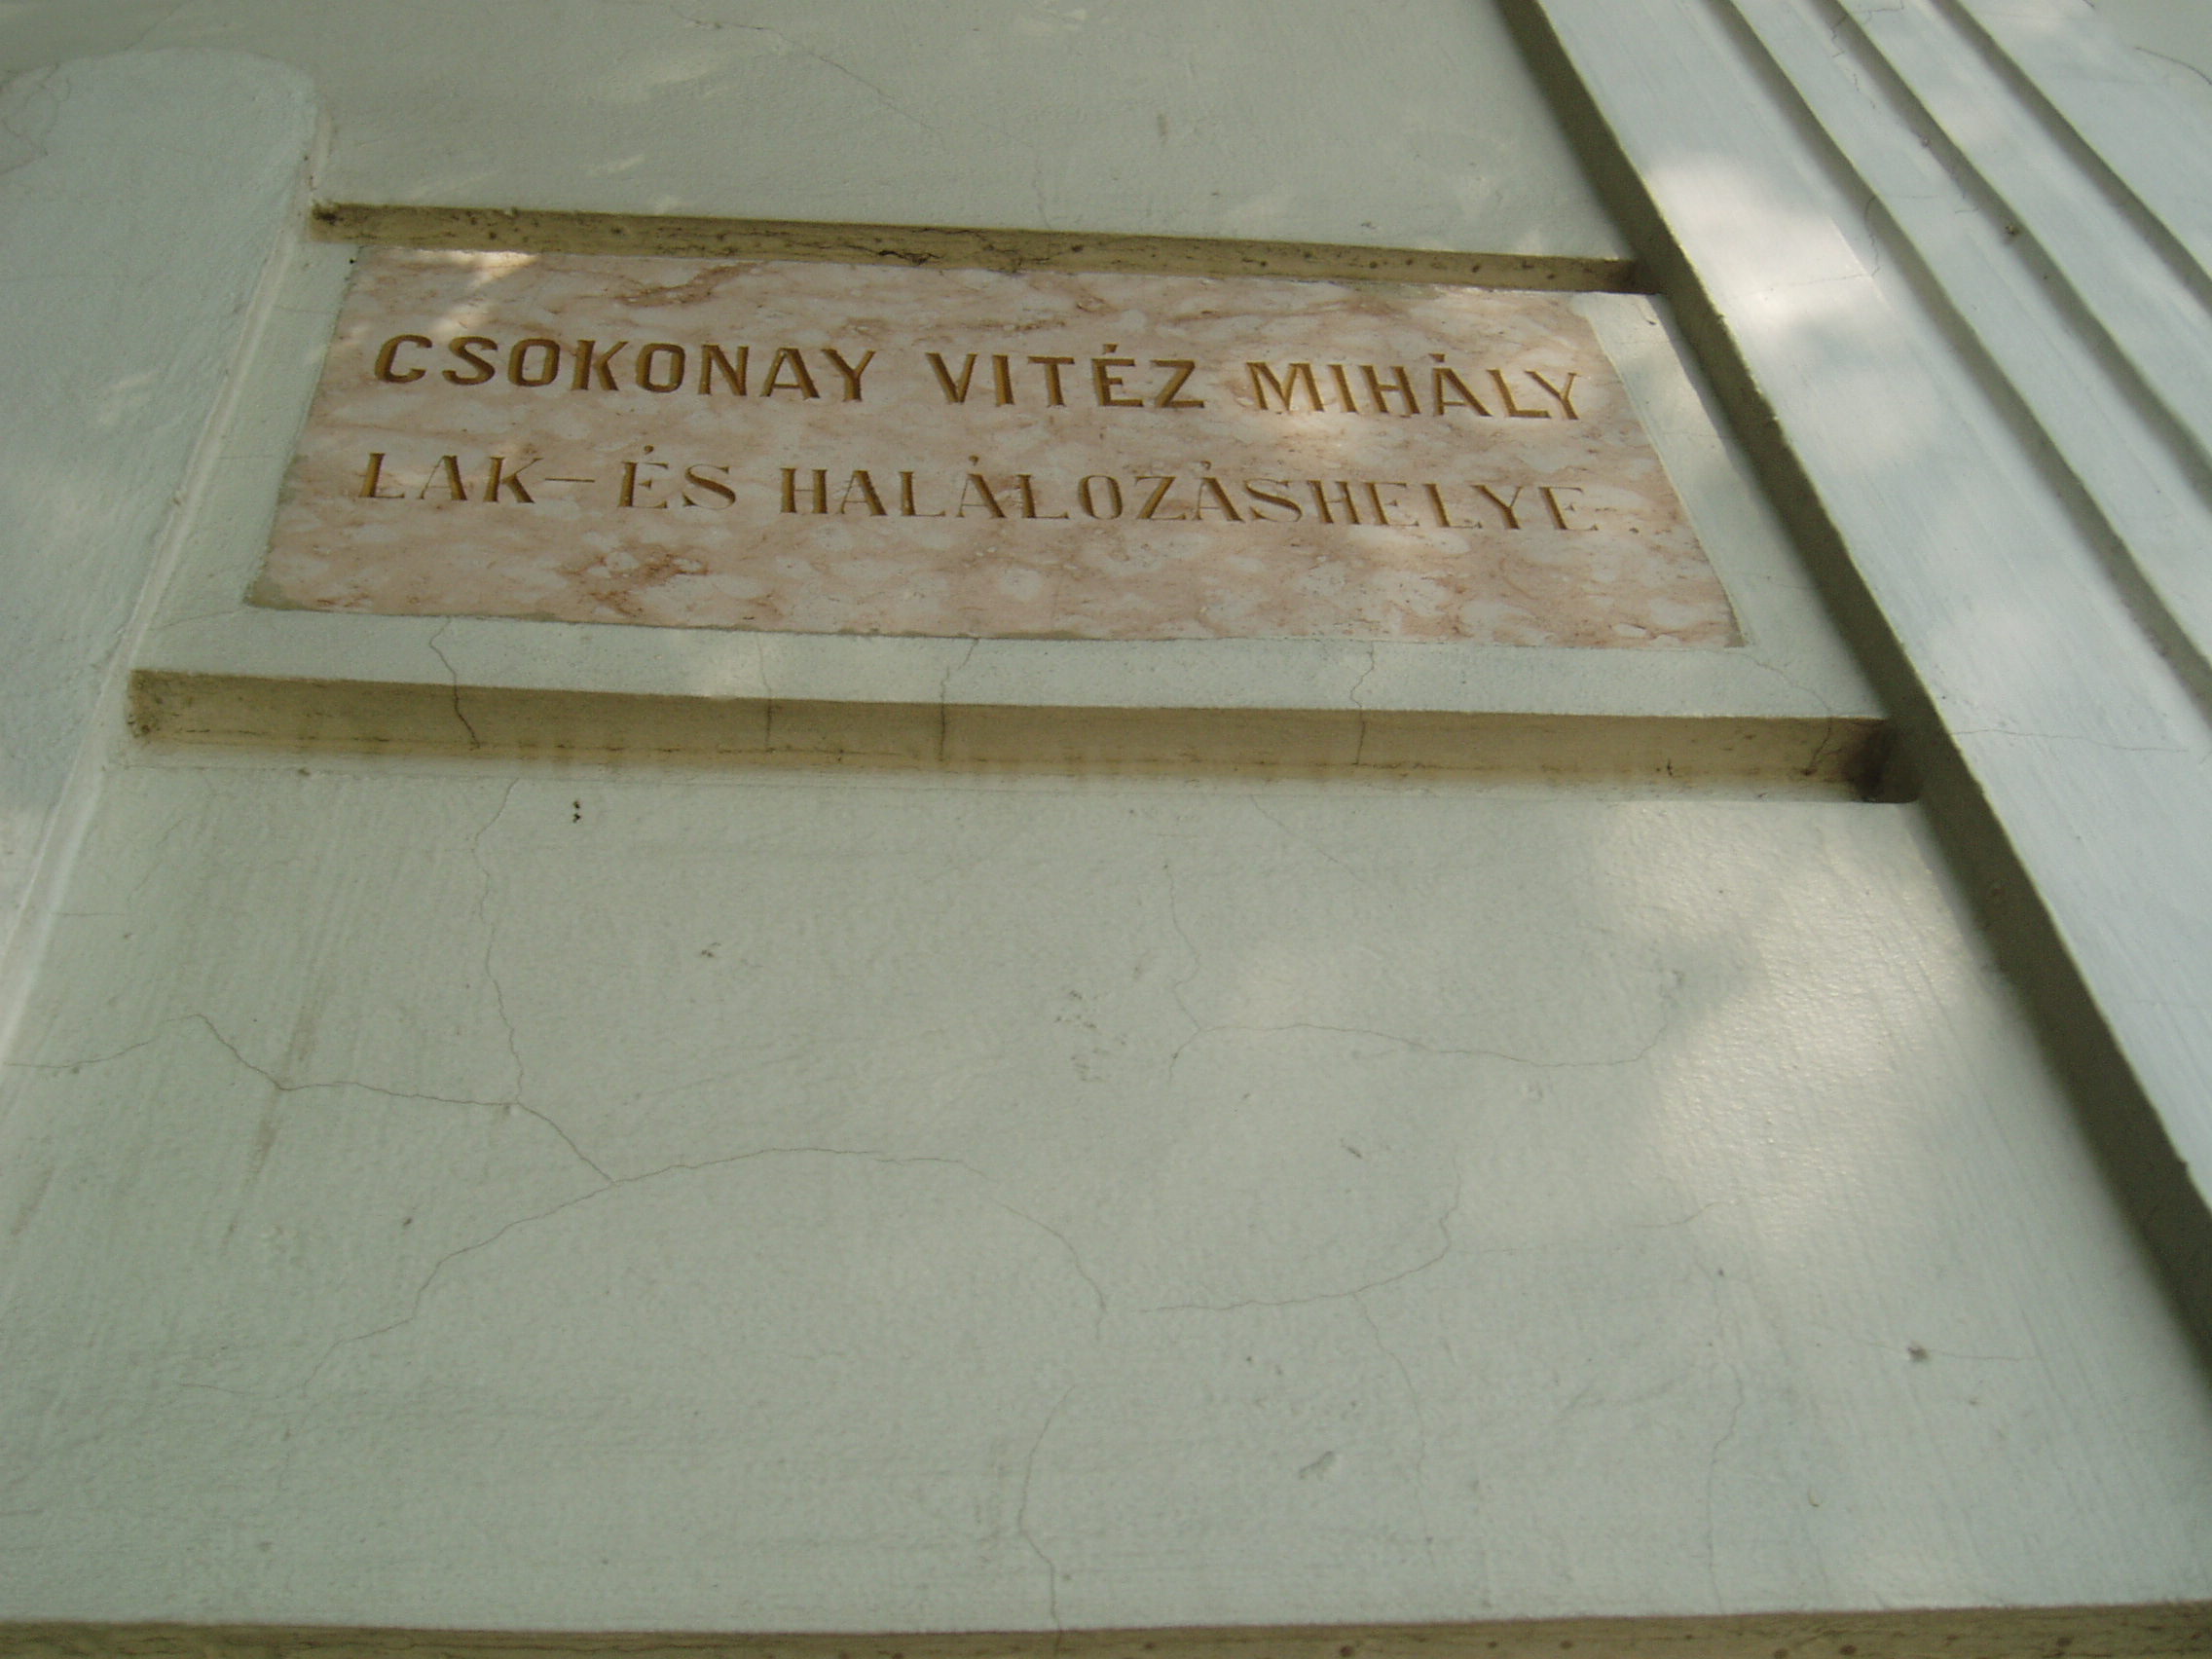 CSOKONAY VITÉZ MIHÁLY
LAK- ÉS HALÁLOZÁSHELYE.